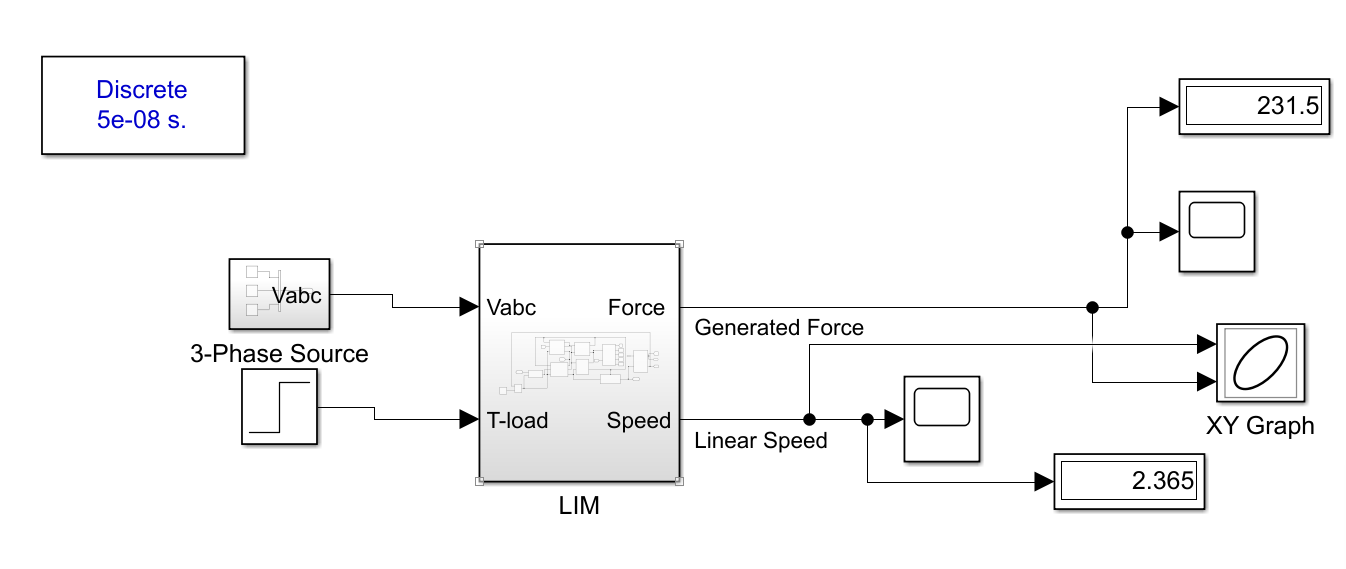 Discrete
5e-08 s.
231.5
Vabc
3-Phase Source
Vabc
Force
Generated Force
T-load
Speed
Linear Speed
LIM
XY Graph
2.365